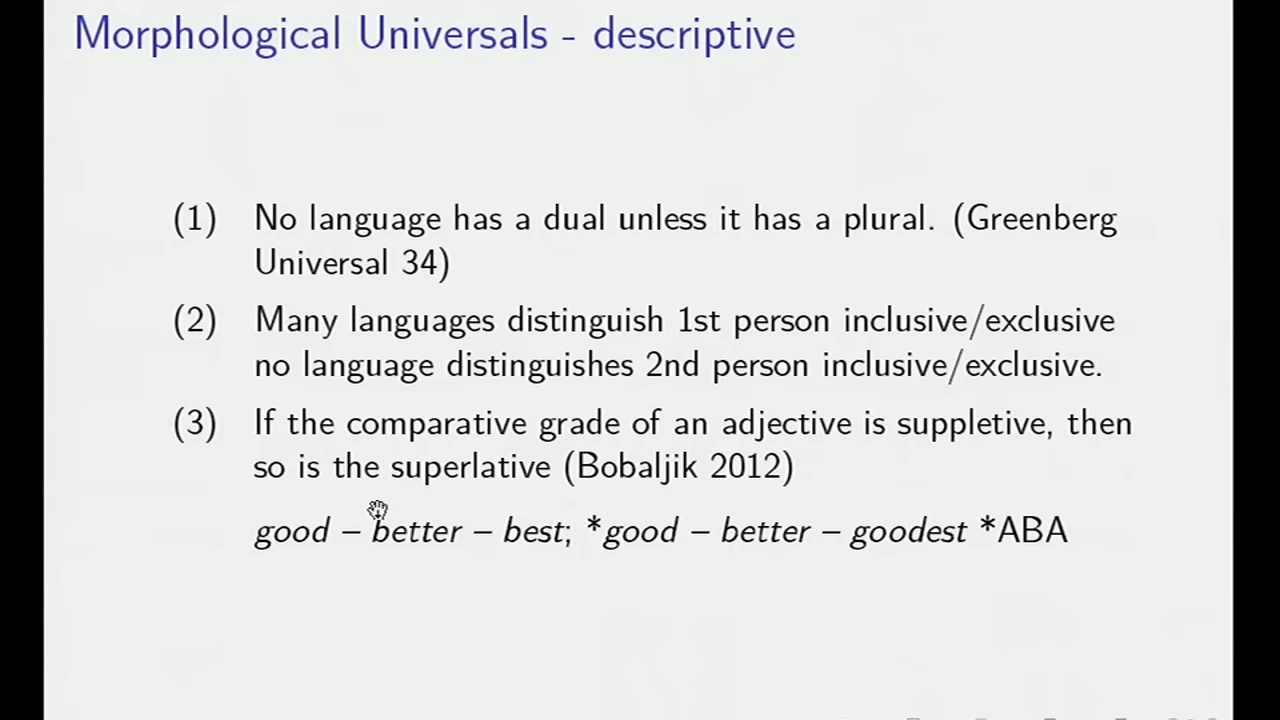 Morphological Universals - descriptive
(1) No language has a dual unless it has a plural. (Greenberg
Universal 34)
(2) Many languages distinguish 1st person inclusive/exclusive
no language distinguishes 2nd person inclusive/exclusive.
(3) If the comparative grade of an adjective is suppletive, then
so is the superlative (Bobaljik 2012)
good – better – best; *good – better – goodest *ABA